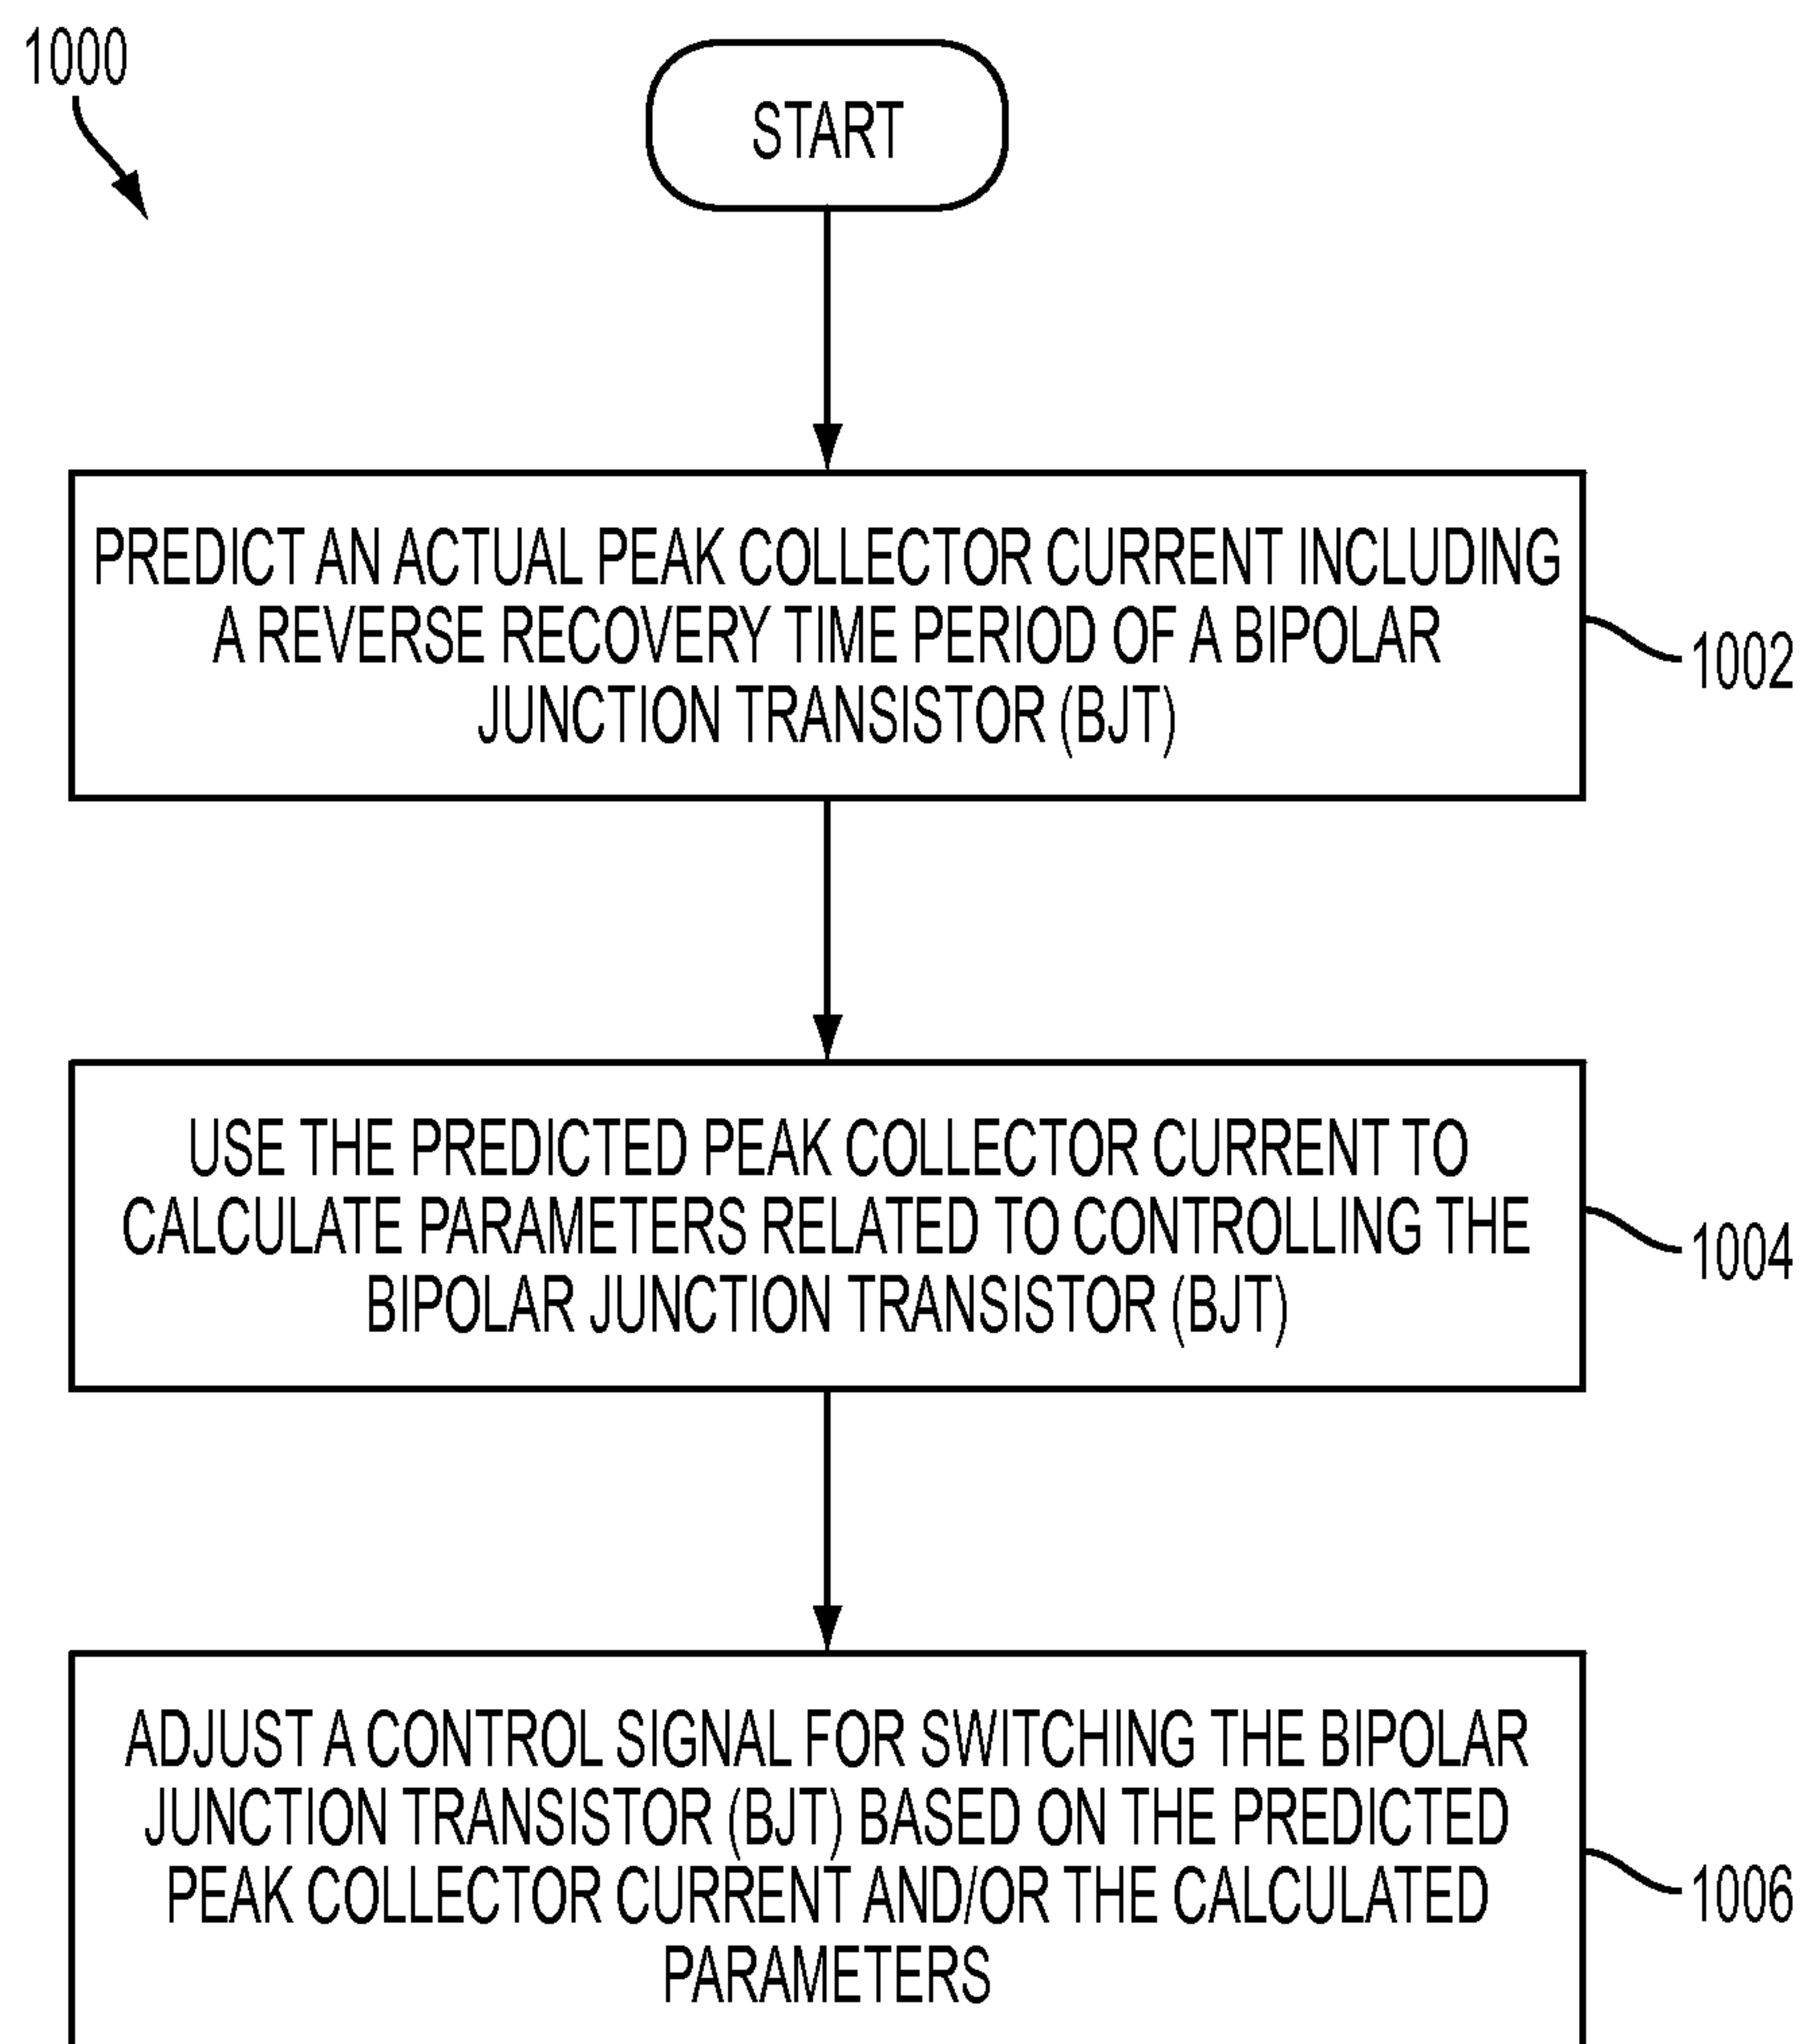 1000
START
PREDICT AN ACTUAL PEAK COLLECTOR CURRENT INCLUDING
A REVERSE RECOVERY TIME PERIOD OF A BIPOLAR
JUNCTION TRANSISTOR (BJT)
1002
USE THE PREDICTED PEAK COLLECTOR CURRENT TO
CALCULATE PARAMETERS RELATED TO CONTROLLING THE
BIPOLAR JUNCTION TRANSISTOR (BJT)
1004
ADJUST A CONTROL SIGNAL FOR SWITCHING THE BIPOLAR
JUNCTION TRANSISTOR (BJT) BASED ON THE PREDICTED
PEAK COLLECTOR CURRENT AND/OR THE CALCULATED
PARAMETERS
1006